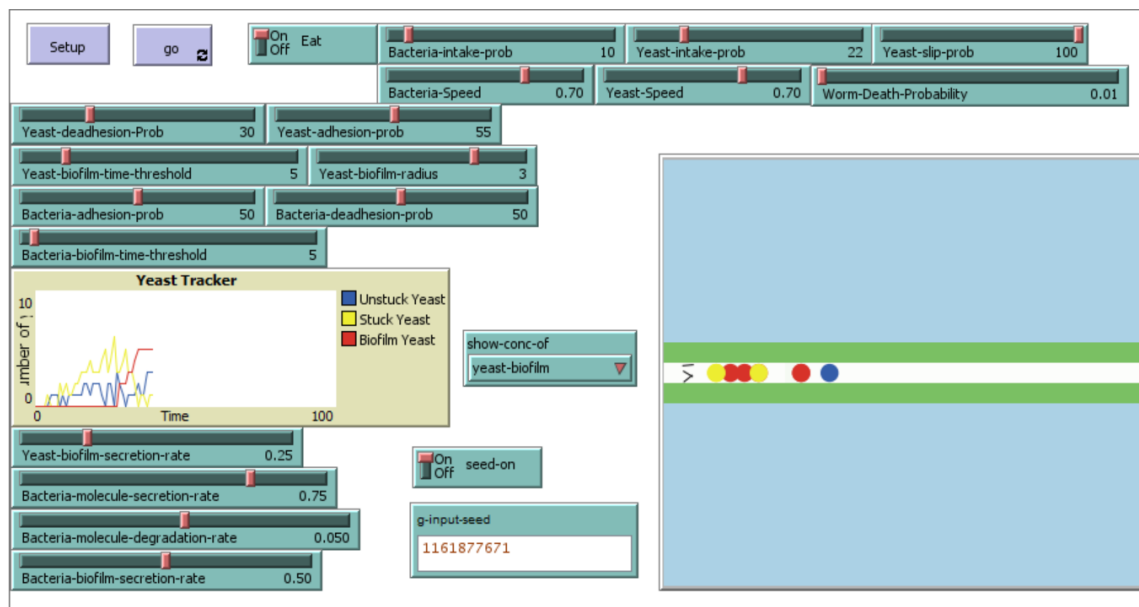 Setup
go
On
Off
Eat
Bacteria-intake-prob 10
Yeast-intake-prob 22
Yeast-slip-prob 100
Bacteria-Speed 0.70
Yeast-Speed 0.70
Worm-Death-Probability 0.01
Yeast-deadhesion-Prob 30
Yeast-adhesion-prob 55
Yeast-biofilm-time-threshold 5
Yeast-biofilm-radius 3
Bacteria-adhesion-prob 50
Bacteria-deadhesion-prob 50
Bacteria-biofilm-time-threshold 5
Yeast Tracker
10
0
0
Time
100
Unstuck Yeast
Stuck Yeast
Biofilm Yeast
show-conc-of
yeast-biofilm
Yeast-biofilm-secretion-rate 0.25
Bacteria-molecule-secretion-rate 0.75
Bacteria-molecule-degradation-rate 0.050
Bacteria-biofilm-secretion-rate 0.50
On
Off
seed-on
g-input-seed
1161877671